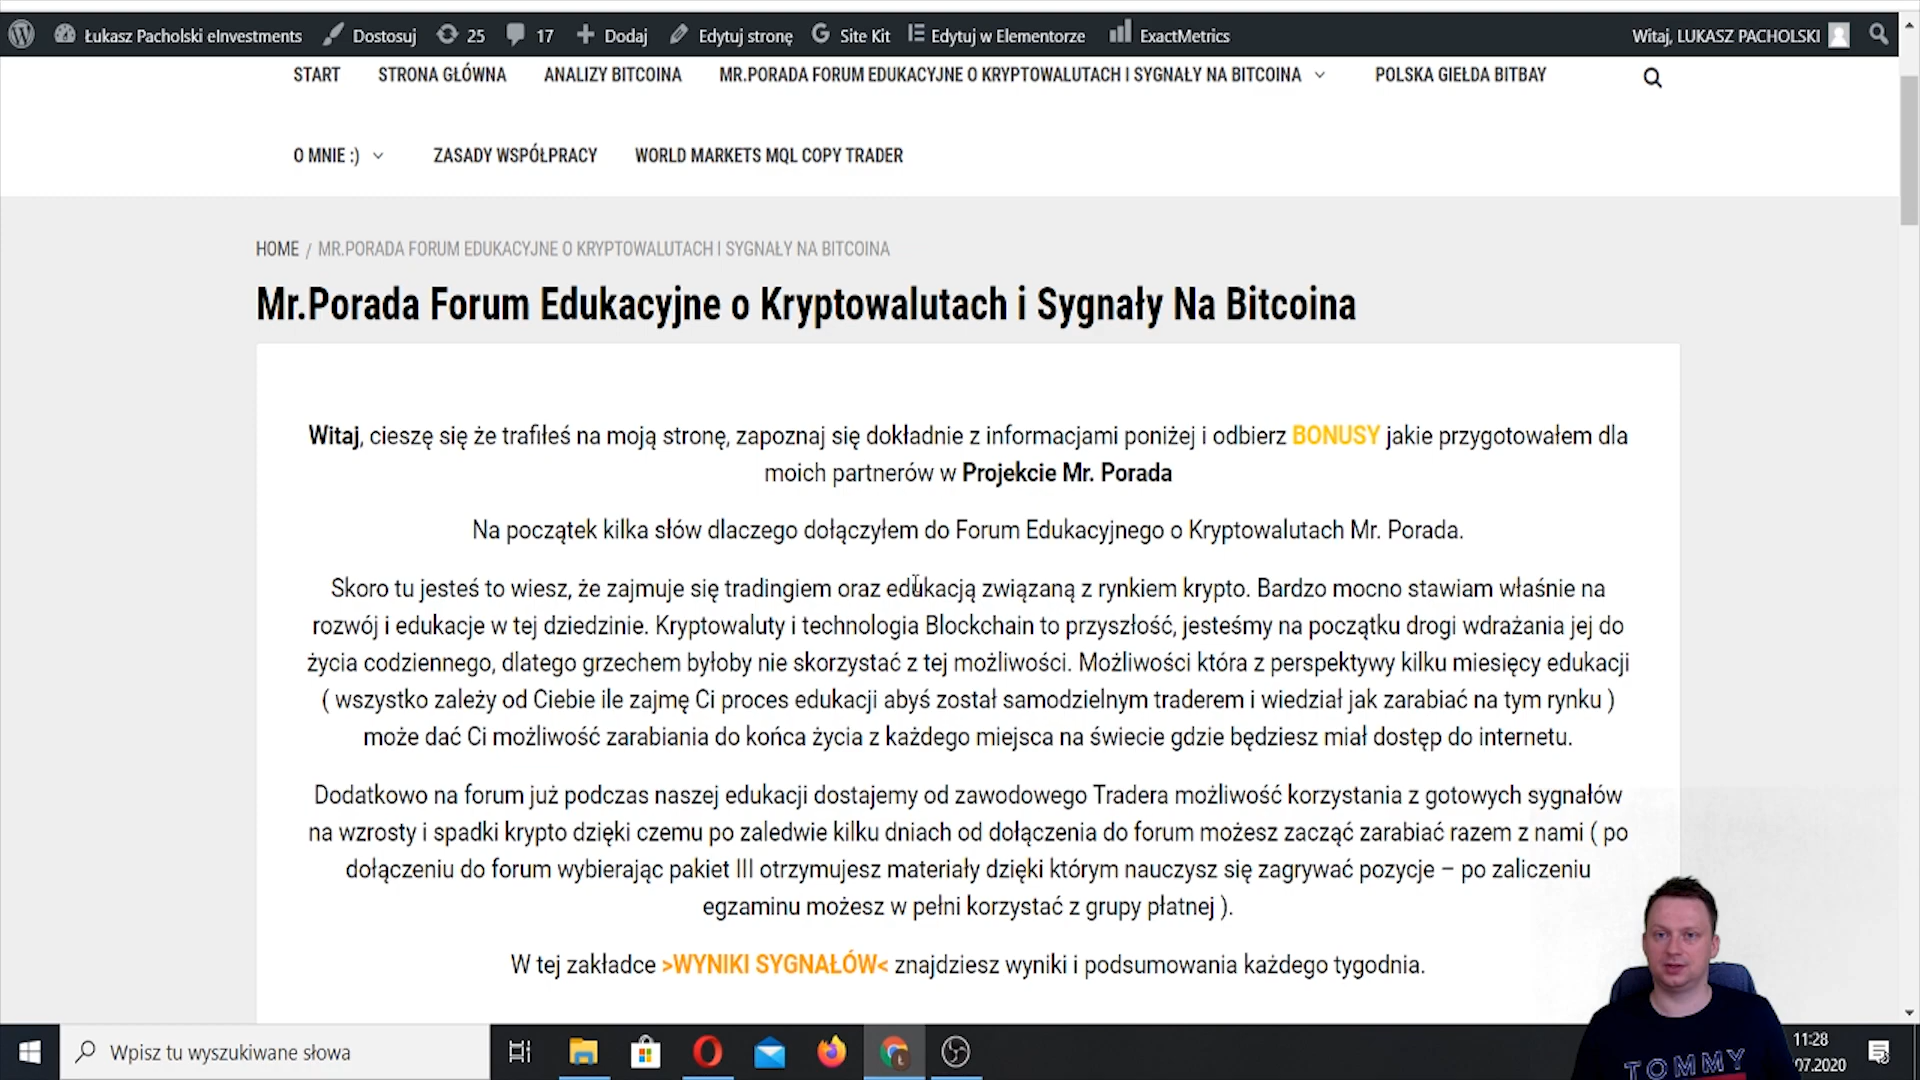 Łukasz Pacholski eInvestments Dostosuj 25 17 Dodaj Edytuj stronę Site Kit Edytuj w Elementorze ExactMetrics Witaj, LUKASZ PACHOLSKI
START STRONA GŁÓWNA ANALIZY BITCOINA MR.PORADA FORUM EDUKACYJNE O KRYPTOWALUTACH I SYGNAŁY NA BITCOINA POLSKA GIEŁDA BITBAY
O MNIE :) ZASADY WSPÓŁPRACY WORLD MARKETS MQL COPY TRADER
HOME / MR.PORADA FORUM EDUKACYJNE O KRYPTOWALUTACH I SYGNAŁY NA BITCOINA
Mr.Porada Forum Edukacyjne o Kryptowalutach i Sygnały Na Bitcoina
Witaj, cieszę się że trafiłeś na moją stronę, zapoznaj się dokładnie z informacjami poniżej i odbierz BONUSY jakie przygotowałem dla
moich partnerów w Projekcie Mr. Porada
Na początek kilka słów dlaczego dołączyłem do Forum Edukacyjnego o Kryptowalutach Mr. Porada.
Skoro tu jesteś to wiesz, że zajmuje się tradingiem oraz edukacją związaną z rynkiem krypto. Bardzo mocno stawiam właśnie na
rozwój i edukacje w tej dziedzinie. Kryptowaluty i technologia Blockchain to przyszłość, jesteśmy na początku drogi wdrażania jej do
życia codziennego, dlatego grzechem byłoby nie skorzystać z tej możliwości. Możliwości która z perspektywy kilku miesięcy edukacji
( wszystko zależy od Ciebie ile zajmę Ci proces edukacji abyś został samodzielnym traderem i wiedział jak zarabiać na tym rynku )
może dać Ci możliwość zarabiania do końca życia z każdego miejsca na świecie gdzie będziesz miał dostęp do internetu.
Dodatkowo na forum już podczas naszej edukacji dostajemy od zawodowego Tradera możliwość korzystania z gotowych sygnałów
na wzrosty i spadki krypto dzięki czemu po zaledwie kilku dniach od dołączenia do forum możesz zacząć zarabiać razem z nami ( po
dołączeniu do forum wybierając pakiet III otrzymujesz materiały dzięki którym nauczysz się zagrywać pozycje – po zaliczeniu
egzaminu możesz w pełni korzystać z grupy płatnej ).
W tej zakładce >WYNIKI SYGNAŁÓW< znajdziesz wyniki i podsumowania każdego tygodnia.
Wpisz tu wyszukiwane słowa
11:28
07.2020
TOMMY